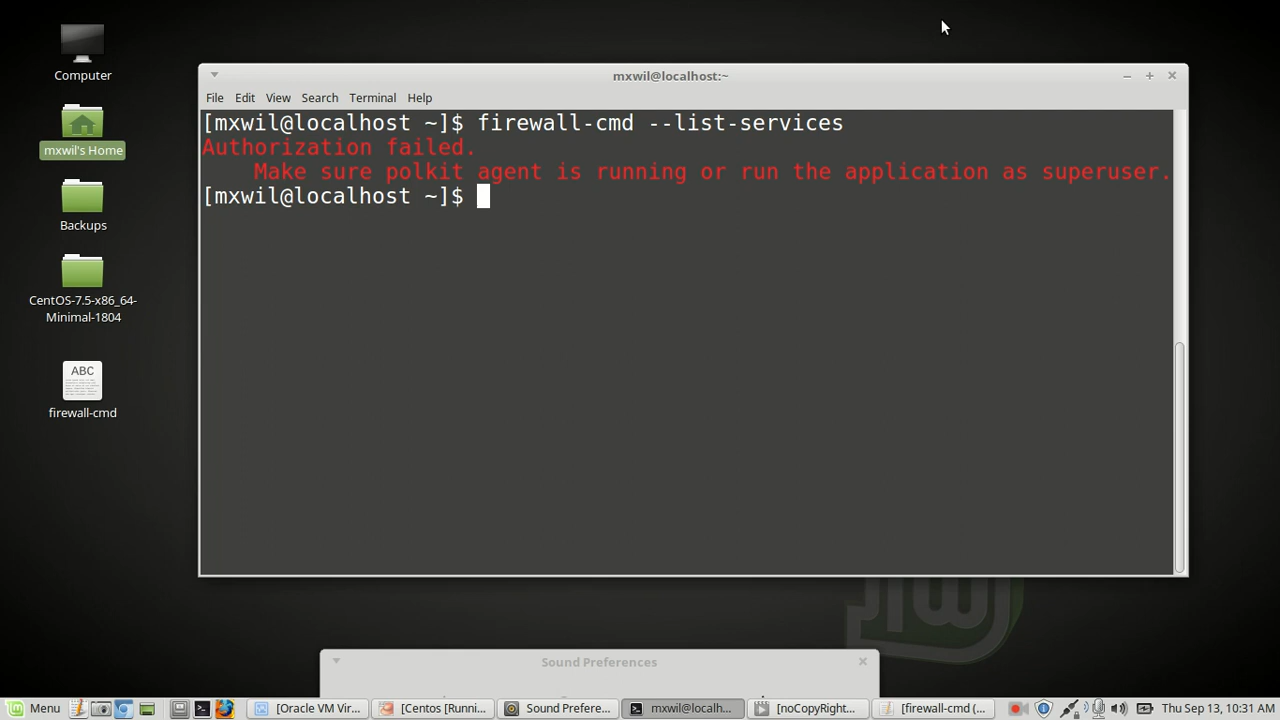 Computer
mxwil's Home
Backups
CentOS-7.5-x86_64-
Minimal-1804
ABC
firewall-cmd
mxwil@localhost:~
File Edit View Search Terminal Help
[mxwil@localhost ~]$ firewall-cmd --list-services
Authorization failed.
Make sure polkit agent is running or run the application as superuser.
[mxwil@localhost ~]$
Sound Preferences
Menu [Oracle VM Vir... [Centos [Runni... Sound Prefere... mxwil@localh... [noCopyRigh... [firewall-cmd (... Thu Sep 13, 10:31 AM